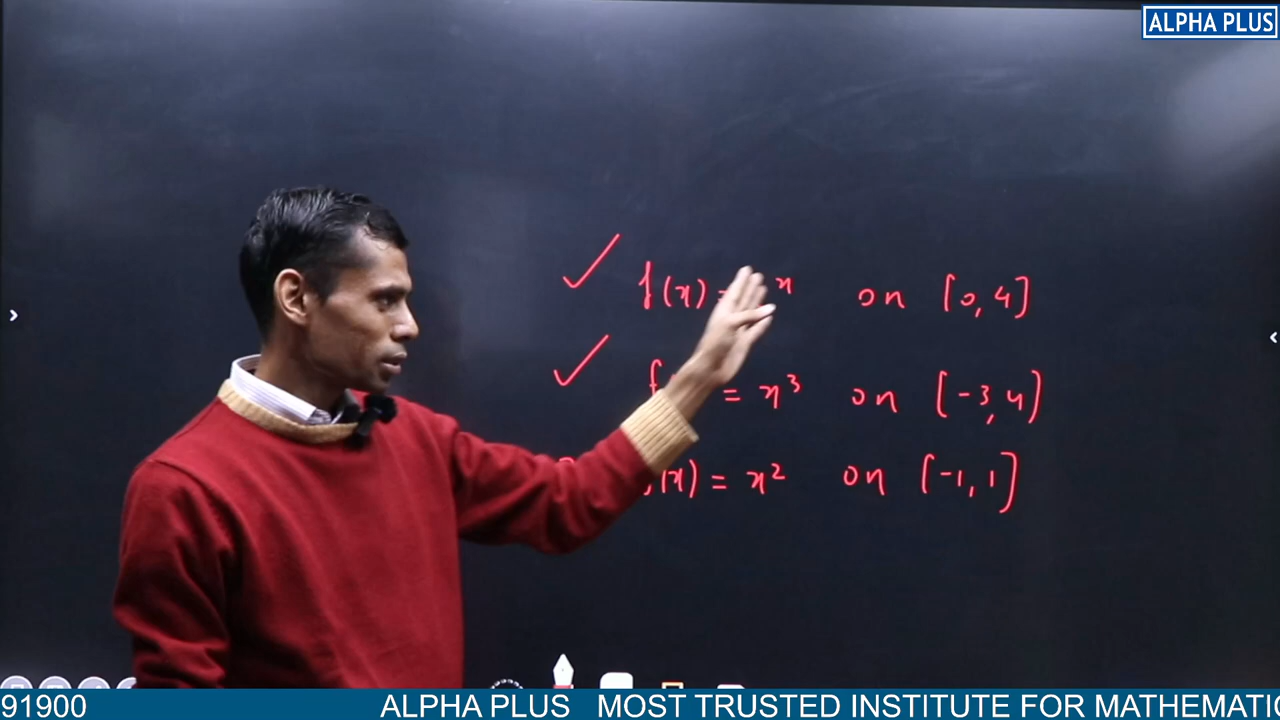 ALPHA PLUS
f(x) = x on [0, 4]
= x³ on [-3, 4]
(x) = x² on [-1, 1]
91900 ALPHA PLUS MOST TRUSTED INSTITUTE FOR MATHEMATIC